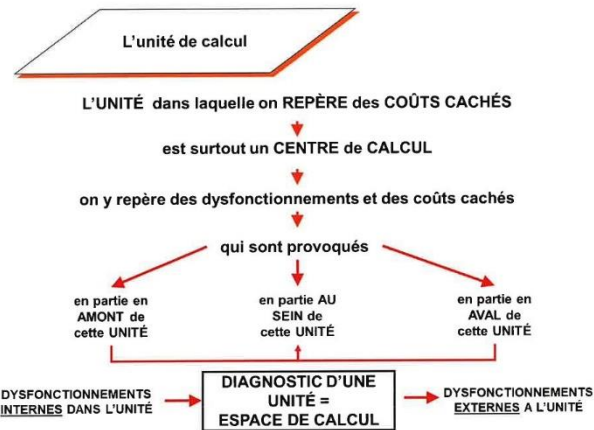 L'unité de calcul
L'UNITÉ dans laquelle on REPÈRE des COÛTS CACHÉS
est surtout un CENTRE de CALCUL
on y repère des dysfonctionnements et des coûts cachés
qui sont provoqués
en partie en
AMONT de
cette UNITÉ
en partie AU
SEIN de
cette UNITÉ
en partie en
AVAL de
cette UNITÉ
DYSFONCTIONNEMENTS
INTERNES DANS L'UNITÉ
DIAGNOSTIC D'UNE
UNITÉ =
ESPACE DE CALCUL
DYSFONCTIONNEMENTS
EXTERNES A L'UNITÉ